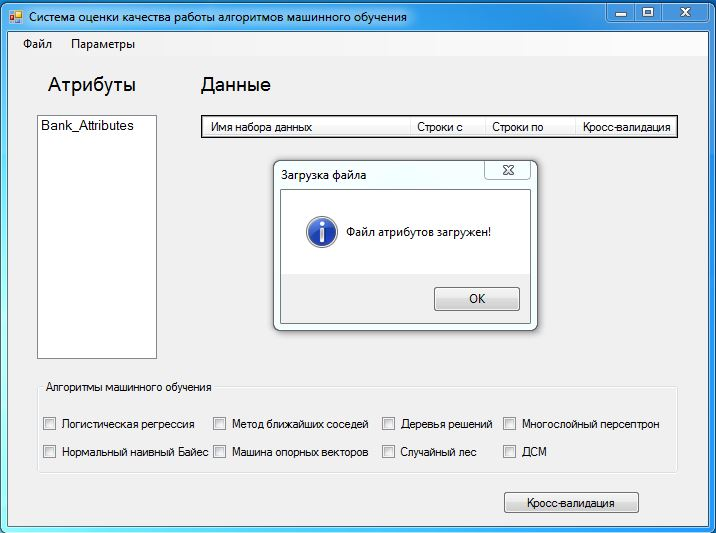 Система оценки качества работы алгоритмов машинного обучения
Файл Параметры
Атрибуты Данные
Bank_Attributes
Имя набора данных Строки с Строки по Кросс-валидация
Загрузка файла
Файл атрибутов загружен!
OK
Алгоритмы машинного обучения
Логистическая регрессия Метод ближайших соседей Деревья решений Многослойный персептрон
Нормальный наивный Байес Машина опорных векторов Случайный лес ДСМ
Кросс-валидация